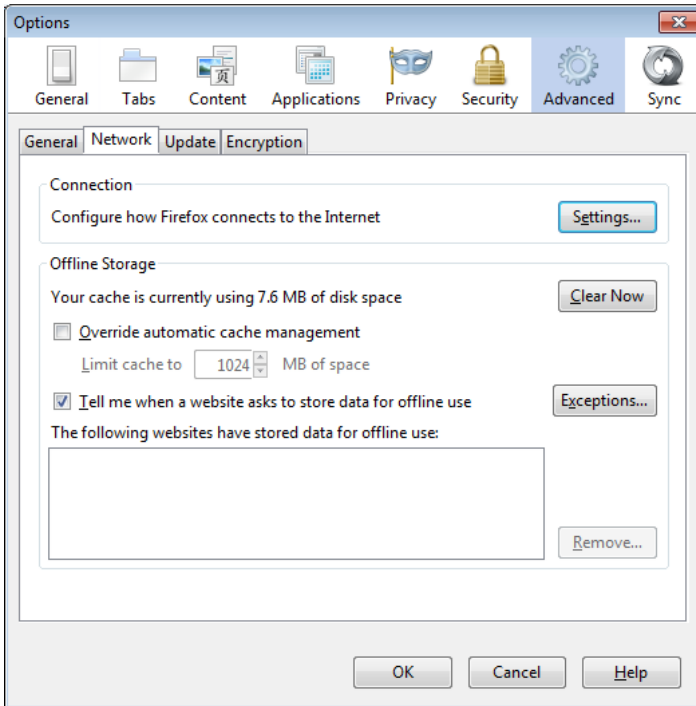 Options
General Tabs Content Applications Privacy Security Advanced Sync
General Network Update Encryption
Connection
Configure how Firefox connects to the Internet Settings...
Offline Storage
Your cache is currently using 7.6 MB of disk space Clear Now
Override automatic cache management
Limit cache to 1024 MB of space
Tell me when a website asks to store data for offline use Exceptions...
The following websites have stored data for offline use:
Remove...
OK Cancel Help